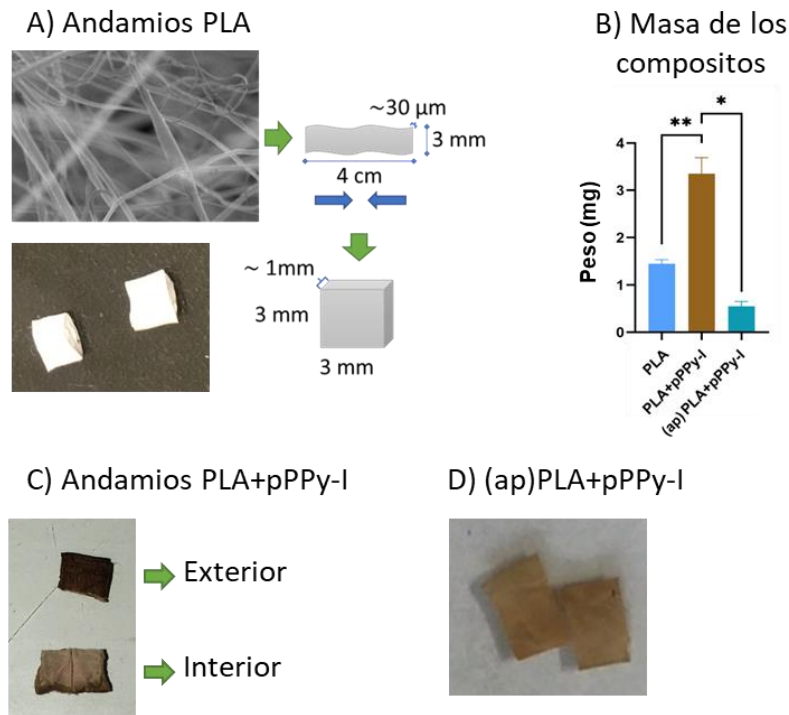 A) Andamios PLA
~30 µm
3 mm
4 cm
~ 1mm
3 mm
3 mm
B) Masa de los
compositos
** *
Peso (mg)
4
3
2
1
0
PLA
PLA+pPPy-I
(ap)PLA+pPPy-I
C) Andamios PLA+pPPy-I
Exterior
Interior
D) (ap)PLA+pPPy-I